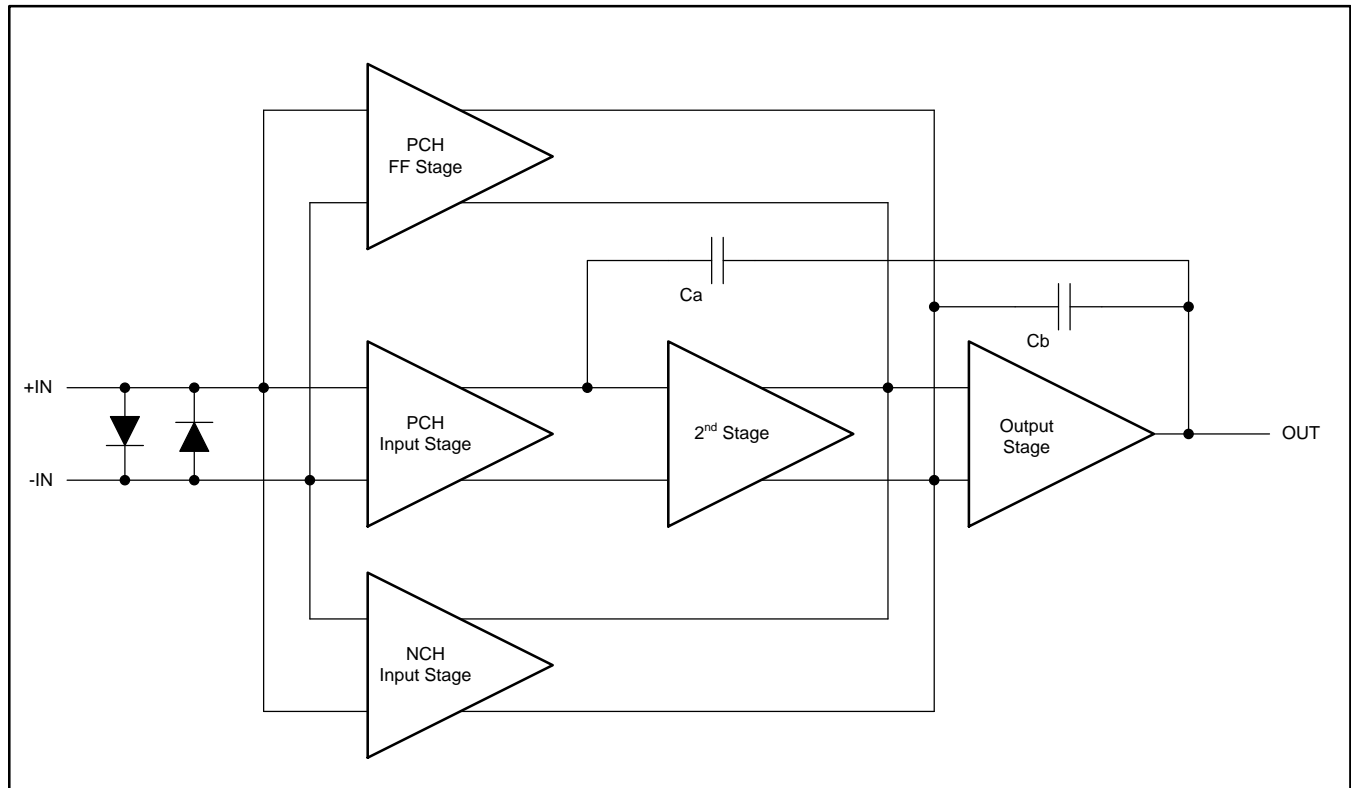 PCH
FF Stage
Ca
Cb
+IN
-IN
PCH
Input Stage
2nd Stage
Output
Stage
OUT
NCH
Input Stage